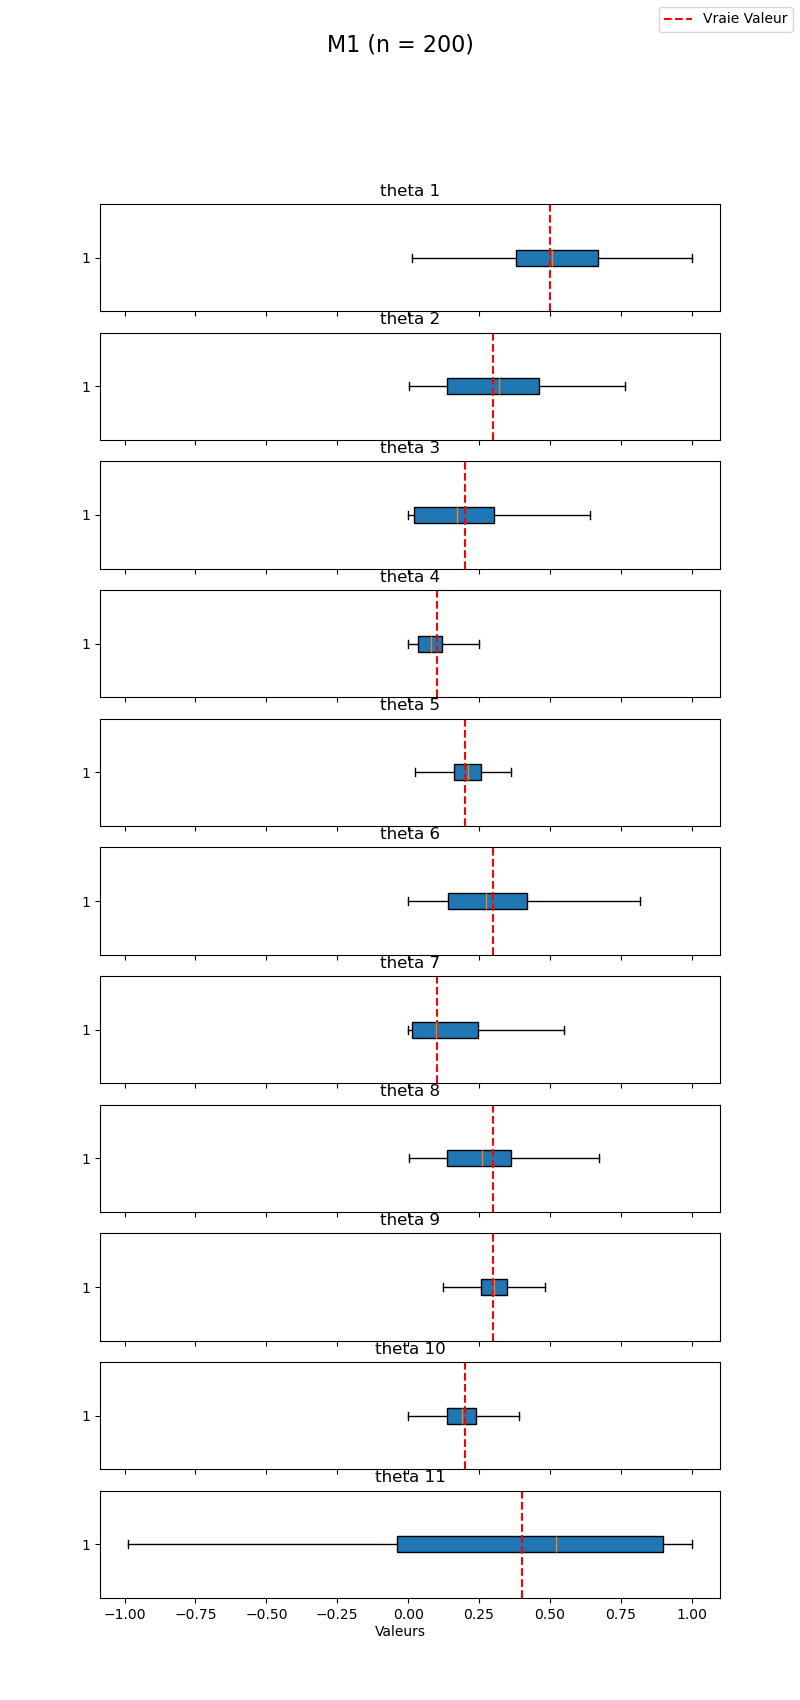 Vraie Valeur
M1 (n = 200)
theta 1
1
theta 2
1
theta 3
1
theta 4
1
theta 5
1
theta 6
1
theta 7
1
theta 8
1
theta 9
1
theta 10
1
theta 11
1
−1.00 −0.75 −0.50 −0.25 0.00 0.25 0.50 0.75 1.00
Valeurs